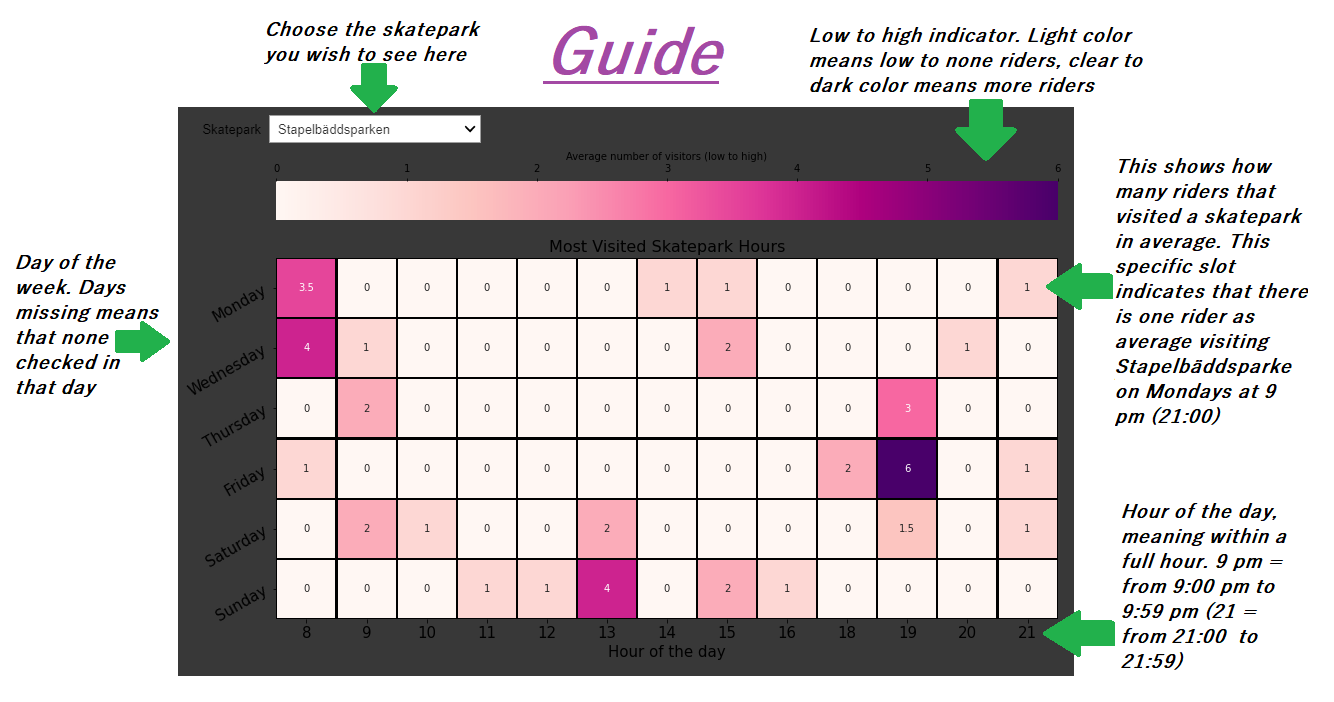 Choose the skatepark
you wish to see here
Guide
Low to high indicator. Light color
means low to none riders, clear to
dark color means more riders
Skatepark Stapelbäddsparken
Average number of visitors (low to high)
0 1 2 3 4 5 6
This shows how
many riders that
visited a skatepark
in average. This
specific slot
indicates that there
is one rider as
average visiting
Stapelbäddsparke
on Mondays at 9
pm (21:00)
Day of the
week. Days
missing means
that none
checked in
that day
Most Visited Skatepark Hours
Monday 3.5 0 0 0 0 0 1 1 0 0 0 0 1
Wednesday 4 1 0 0 0 0 0 2 0 0 0 1 0
Thursday 0 2 0 0 0 0 0 0 0 0 3 0 0
Friday 1 0 0 0 0 0 0 0 0 2 6 0 1
Saturday 0 2 1 0 0 2 0 0 0 0 1.5 0 1
Sunday 0 0 0 1 1 4 0 2 1 0 0 0 0
8 9 10 11 12 13 14 15 16 18 19 20 21
Hour of the day
Hour of the day,
meaning within a
full hour. 9 pm =
from 9:00 pm to
9:59 pm (21 =
from 21:00 to
21:59)